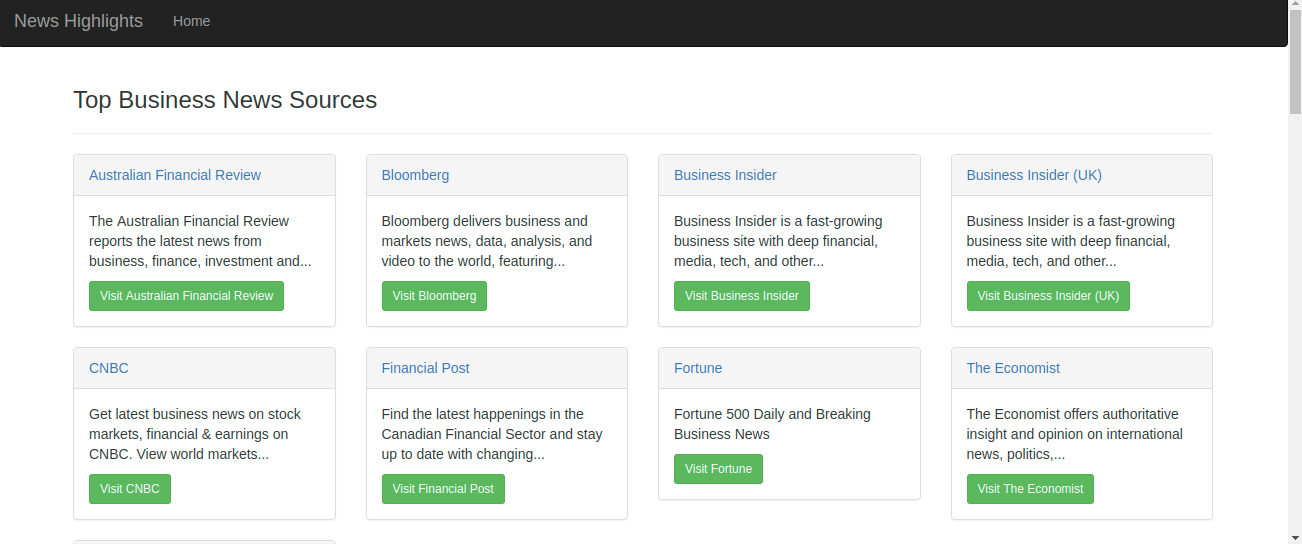 News Highlights Home
Top Business News Sources
Australian Financial Review
The Australian Financial Review
reports the latest news from
business, finance, investment and...
Visit Australian Financial Review
Bloomberg
Bloomberg delivers business and
markets news, data, analysis, and
video to the world, featuring...
Visit Bloomberg
Business Insider
Business Insider is a fast-growing
business site with deep financial,
media, tech, and other...
Visit Business Insider
Business Insider (UK)
Business Insider is a fast-growing
business site with deep financial,
media, tech, and other...
Visit Business Insider (UK)
CNBC
Get latest business news on stock
markets, financial & earnings on
CNBC. View world markets...
Visit CNBC
Financial Post
Find the latest happenings in the
Canadian Financial Sector and stay
up to date with changing...
Visit Financial Post
Fortune
Fortune 500 Daily and Breaking
Business News
Visit Fortune
The Economist
The Economist offers authoritative
insight and opinion on international
news, politics,...
Visit The Economist